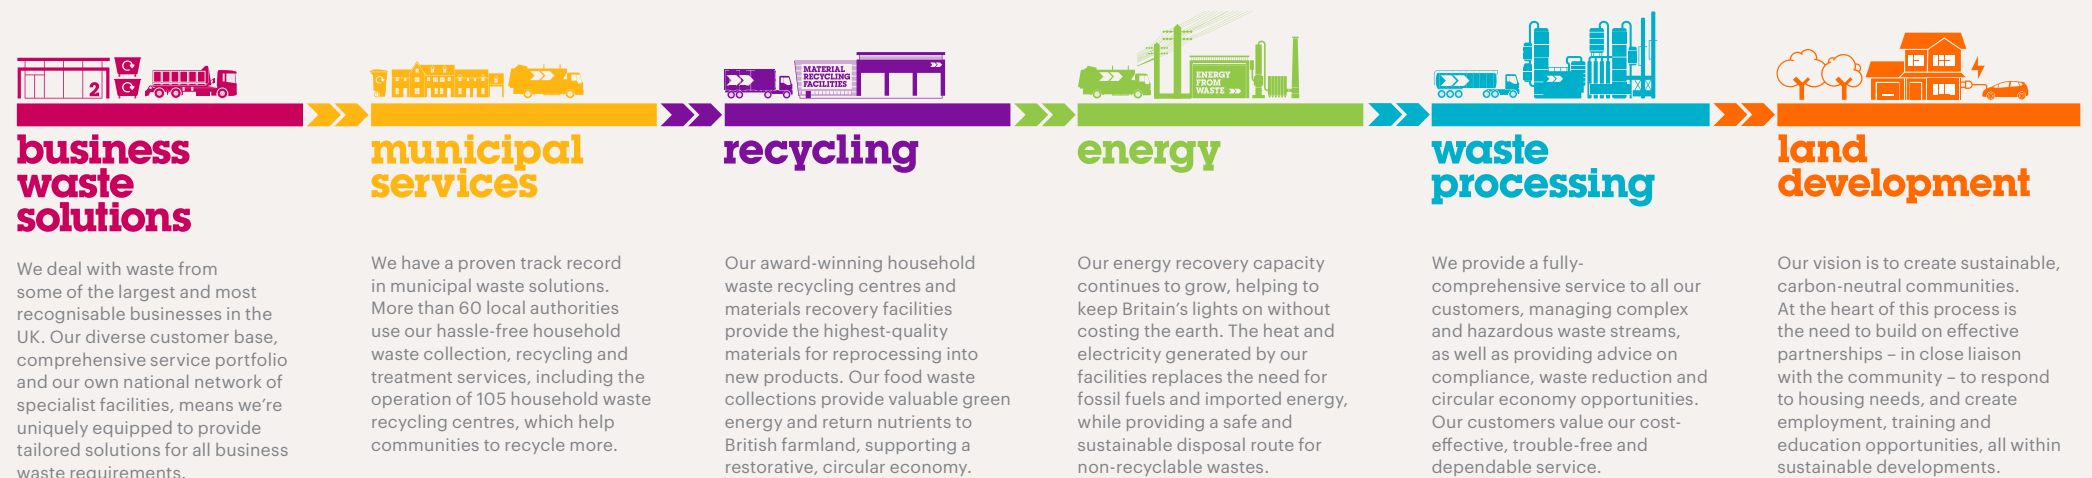 2
MATERIAL
RECYCLING
FACILITIES
ENERGY
FROM
WASTE
business
waste
solutions
We deal with waste from
some of the largest and most
recognisable businesses in the
UK. Our diverse customer base,
comprehensive service portfolio
and our own national network of
specialist facilities, means we're
uniquely equipped to provide
tailored solutions for all business
waste requirements.
municipal
services
We have a proven track record
in municipal waste solutions.
More than 60 local authorities
use our hassle-free household
waste collection, recycling and
treatment services, including the
operation of 105 household waste
recycling centres, which help
communities to recycle more.
recycling
Our award-winning household
waste recycling centres and
materials recovery facilities
provide the highest-quality
materials for reprocessing into
new products. Our food waste
collections provide valuable green
energy and return nutrients to
British farmland, supporting a
restorative, circular economy.
energy
Our energy recovery capacity
continues to grow, helping to
keep Britain's lights on without
costing the earth. The heat and
electricity generated by our
facilities replaces the need for
fossil fuels and imported energy,
while providing a safe and
sustainable disposal route for
non-recyclable wastes.
waste
processing
We provide a fully-
comprehensive service to all our
customers, managing complex
and hazardous waste streams,
as well as providing advice on
compliance, waste reduction and
circular economy opportunities.
Our customers value our cost-
effective, trouble-free and
dependable service.
land
development
Our vision is to create sustainable,
carbon-neutral communities.
At the heart of this process is
the need to build on effective
partnerships – in close liaison
with the community – to respond
to housing needs, and create
employment, training and
education opportunities, all within
sustainable developments.